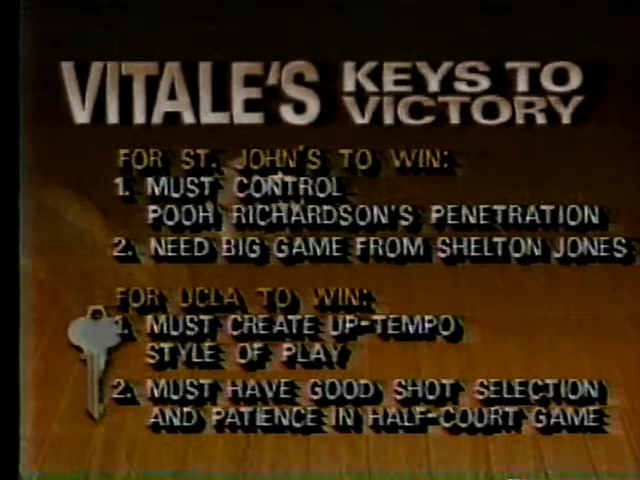 VITALE'S KEYS TO VICTORY
FOR ST. JOHN'S TO WIN:
1. MUST CONTROL
POOH RICHARDSON'S PENETRATION
2. NEED BIG GAME FROM SHELTON JONES
FOR UCLA TO WIN:
1. MUST CREATE UP-TEMPO
STYLE OF PLAY
2. MUST HAVE GOOD SHOT SELECTION
AND PATIENCE IN HALF-COURT GAME